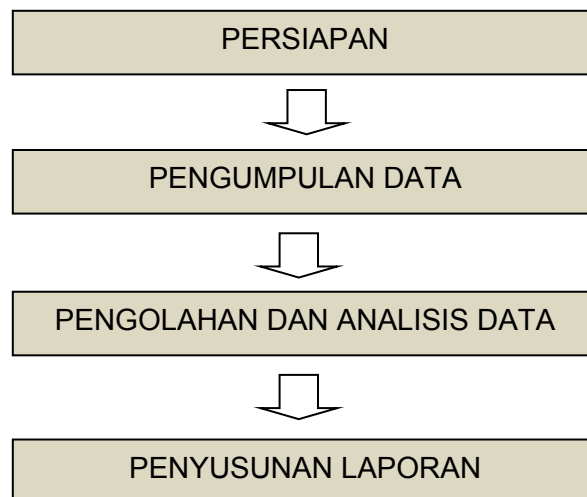 PERSIAPAN
PENGUMPULAN DATA
PENGOLAHAN DAN ANALISIS DATA
PENYUSUNAN LAPORAN